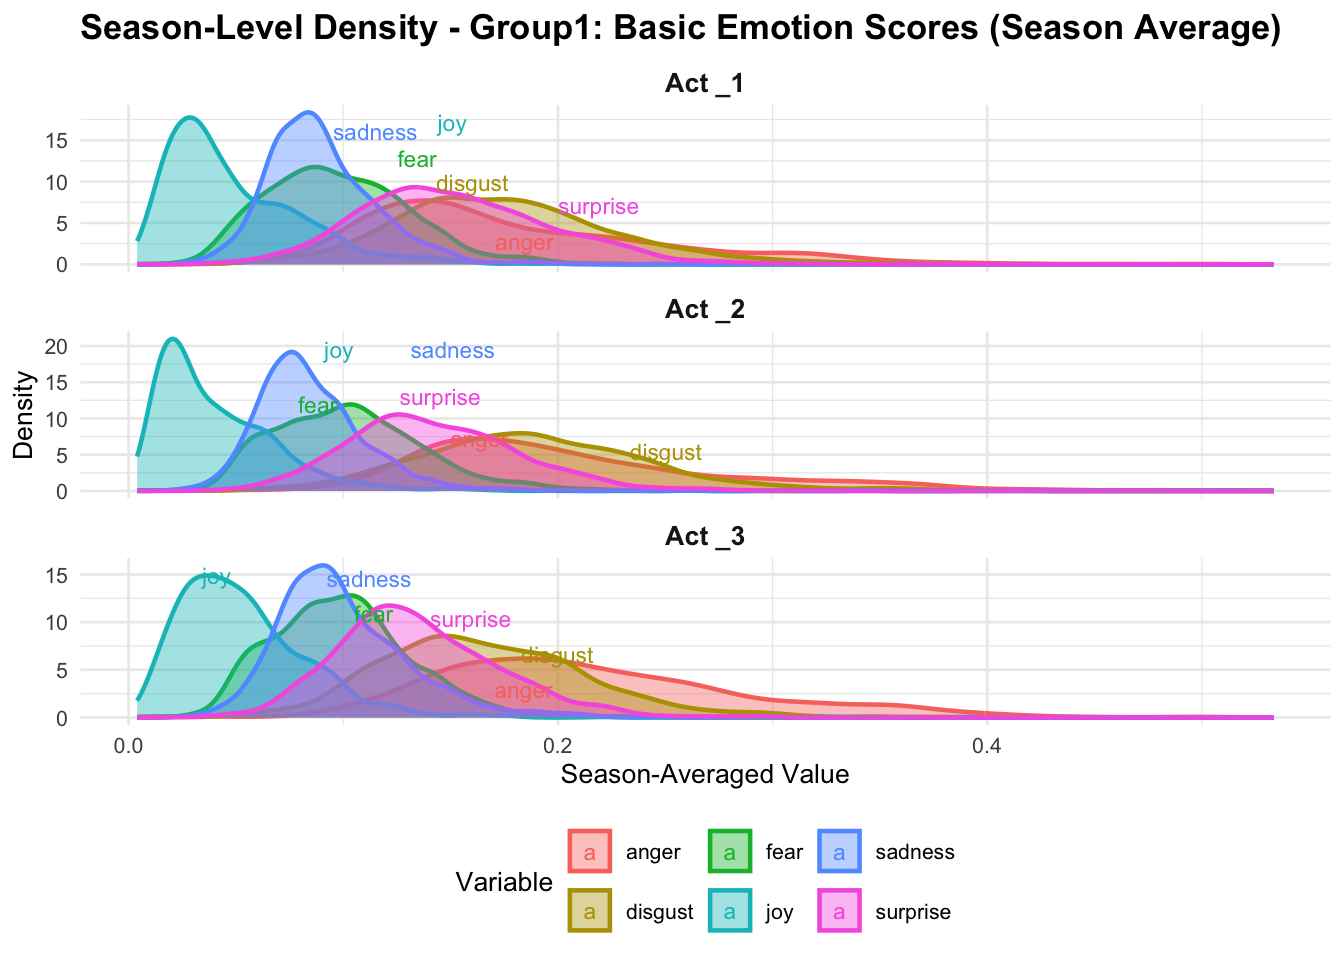 Season-Level Density - Group1: Basic Emotion Scores (Season Average)
Act _1
15
10
5
0
sadness
joy
fear
disgust
surprise
anger
Act _2
20
15
10
5
0
joy
sadness
surprise
fear
anger
disgust
Density
Act _3
15
10
5
0
joy
sadness
fear
surprise
disgust
anger
0.0 0.2 0.4
Season-Averaged Value
Variable
a anger a fear a sadness
a disgust a joy a surprise